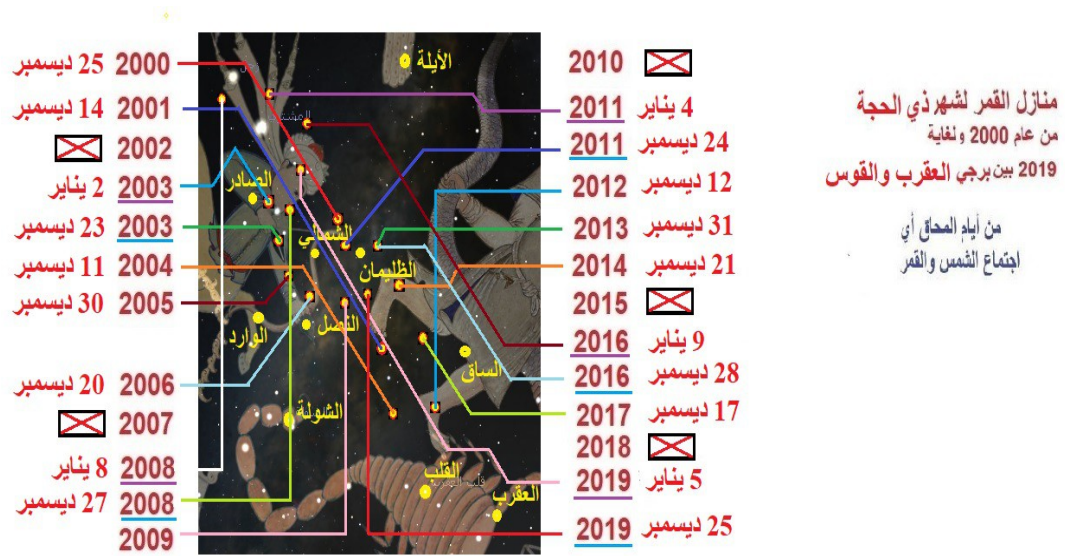 منازل القمر لشهر ذي الحجة
من عام 2000 ولغاية
2019 بين برجي العقرب والقوس
من أيام المحاق أي
اجتماع الشمس والقمر
2000 25 ديسمبر
2001 14 ديسمبر
2002
2003 2 يناير
2003 23 ديسمبر
2004 11 ديسمبر
2005 30 ديسمبر
2006 20 ديسمبر
2007
2008 8 يناير
2008 27 ديسمبر
2009
2010
2011 4 يناير
2011 24 ديسمبر
2012 12 ديسمبر
2013 31 ديسمبر
2014 21 ديسمبر
2015
2016 9 يناير
2016 28 ديسمبر
2017 17 ديسمبر
2018
2019 5 يناير
2019 25 ديسمبر
الأيلة
المشتري
الصادر
الشمالي
الظليمان
النصل
الوارد
الساق
الشولة
القلب
قلب العقرب
العقرب